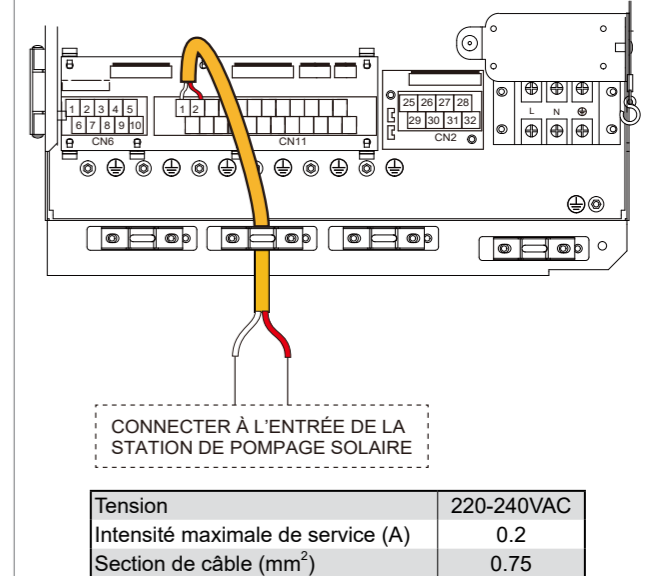 1 2 3 4 5
6 7 8 9 10
CN6
1 2
CN11
25 26 27 28
29 30 31 32
CN2
L N
CONNECTER À L'ENTRÉE DE LA
STATION DE POMPAGE SOLAIRE
Tension 220-240VAC
Intensité maximale de service (A) 0.2
Section de câble (mm²) 0.75